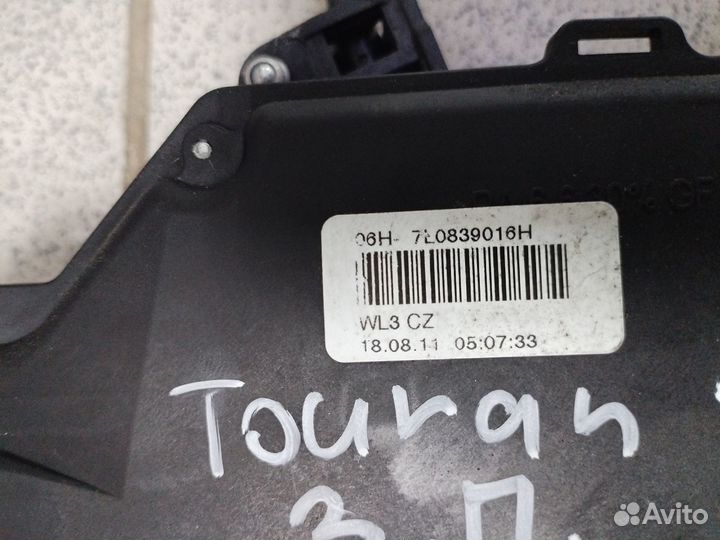 06H- 7L0839016H
WL3 CZ
18.08.11 05:07:33
Touran
З П.
Avito